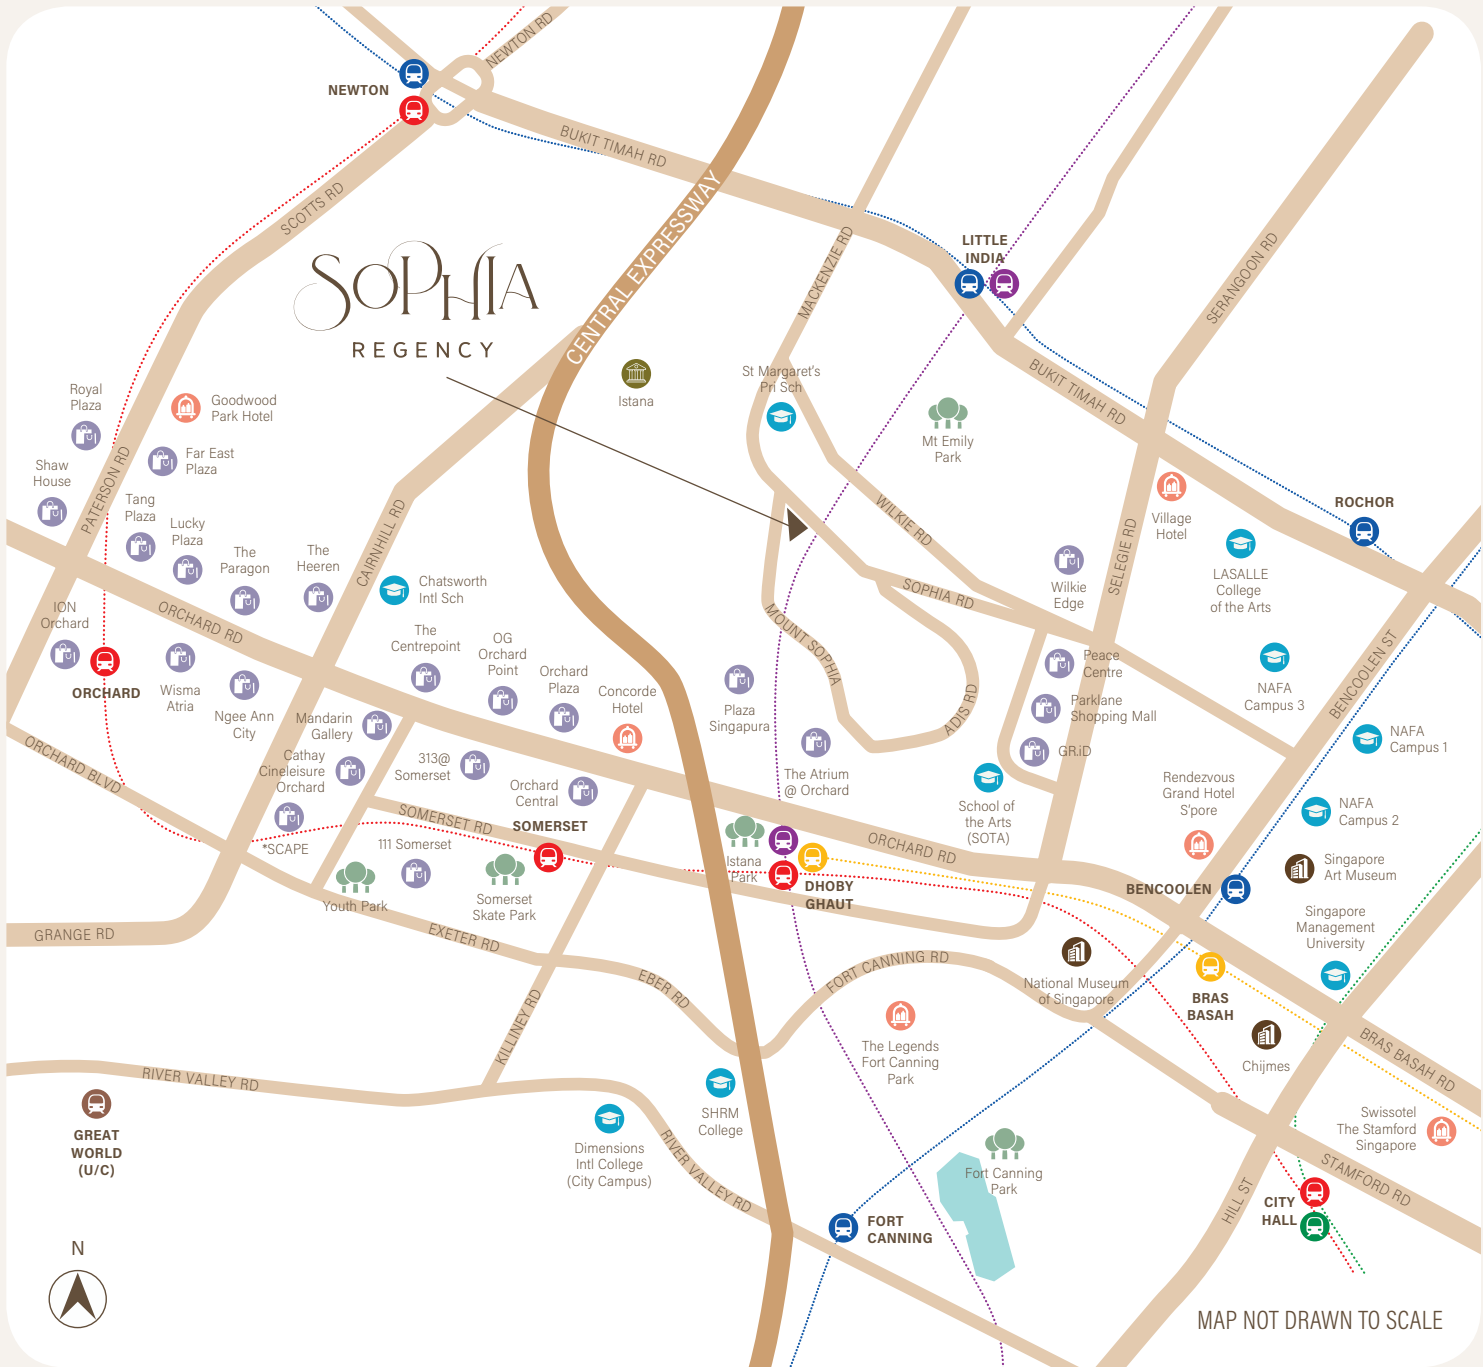 NEWTON RD
NEWTON
BUKIT TIMAH RD
SCOTTS RD
CENTRAL EXPRESSWAY
MACKENZIE RD
LITTLE
INDIA
SERANGOON RD
SOPHIA
REGENCY
Istana
St Margaret's
Pri Sch
BUKIT TIMAH RD
Mt Emily
Park
Royal
Plaza
Goodwood
Park Hotel
Far East
Plaza
Shaw
House
PATERSON RD
Tang
Plaza
Lucky
Plaza
The
Paragon
The
Heeren
CAIRNHILL RD
Chatsworth
Intl Sch
WILKIE RD
SOPHIA RD
SELEGIE RD
Village
Hotel
ROCHOR
LASALLE
College
of the Arts
Wilkie
Edge
ION
Orchard
ORCHARD RD
ORCHARD
Wisma
Atria
Ngee Ann
City
The
Centrepoint
OG
Orchard
Point
Orchard
Plaza
Concorde
Hotel
Plaza
Singapura
MOUNT SOPHIA
ADIS RD
Peace
Centre
Parklane
Shopping Mall
GRiD
NAFA
Campus 3
BENCOOLEN ST
NAFA
Campus 1
Mandarin
Gallery
Cathay
Cineleisure
Orchard
313@
Somerset
Orchard
Central
The Atrium
@ Orchard
School of
the Arts
(SOTA)
Rendezvous
Grand Hotel
S'pore
NAFA
Campus 2
ORCHARD BLVD
*SCAPE
SOMERSET RD
SOMERSET
111 Somerset
Istana
Park
DHOBY
GHAUT
ORCHARD RD
BENCOOLEN
Singapore
Art Museum
Youth Park
Somerset
Skate Park
Singapore
Management
University
GRANGE RD
EXETER RD
EBER RD
FORT CANNING RD
National Museum
of Singapore
BRAS
BASAH
KILLINEY RD
The Legends
Fort Canning
Park
Chijmes
BRAS BASAH RD
RIVER VALLEY RD
GREAT
WORLD
(U/C)
SHRM
College
Dimensions
Intl College
(City Campus)
RIVER VALLEY RD
Fort Canning
Park
Swissotel
The Stamford
Singapore
STAMFORD RD
HILL ST
CITY
HALL
FORT
CANNING
N
MAP NOT DRAWN TO SCALE